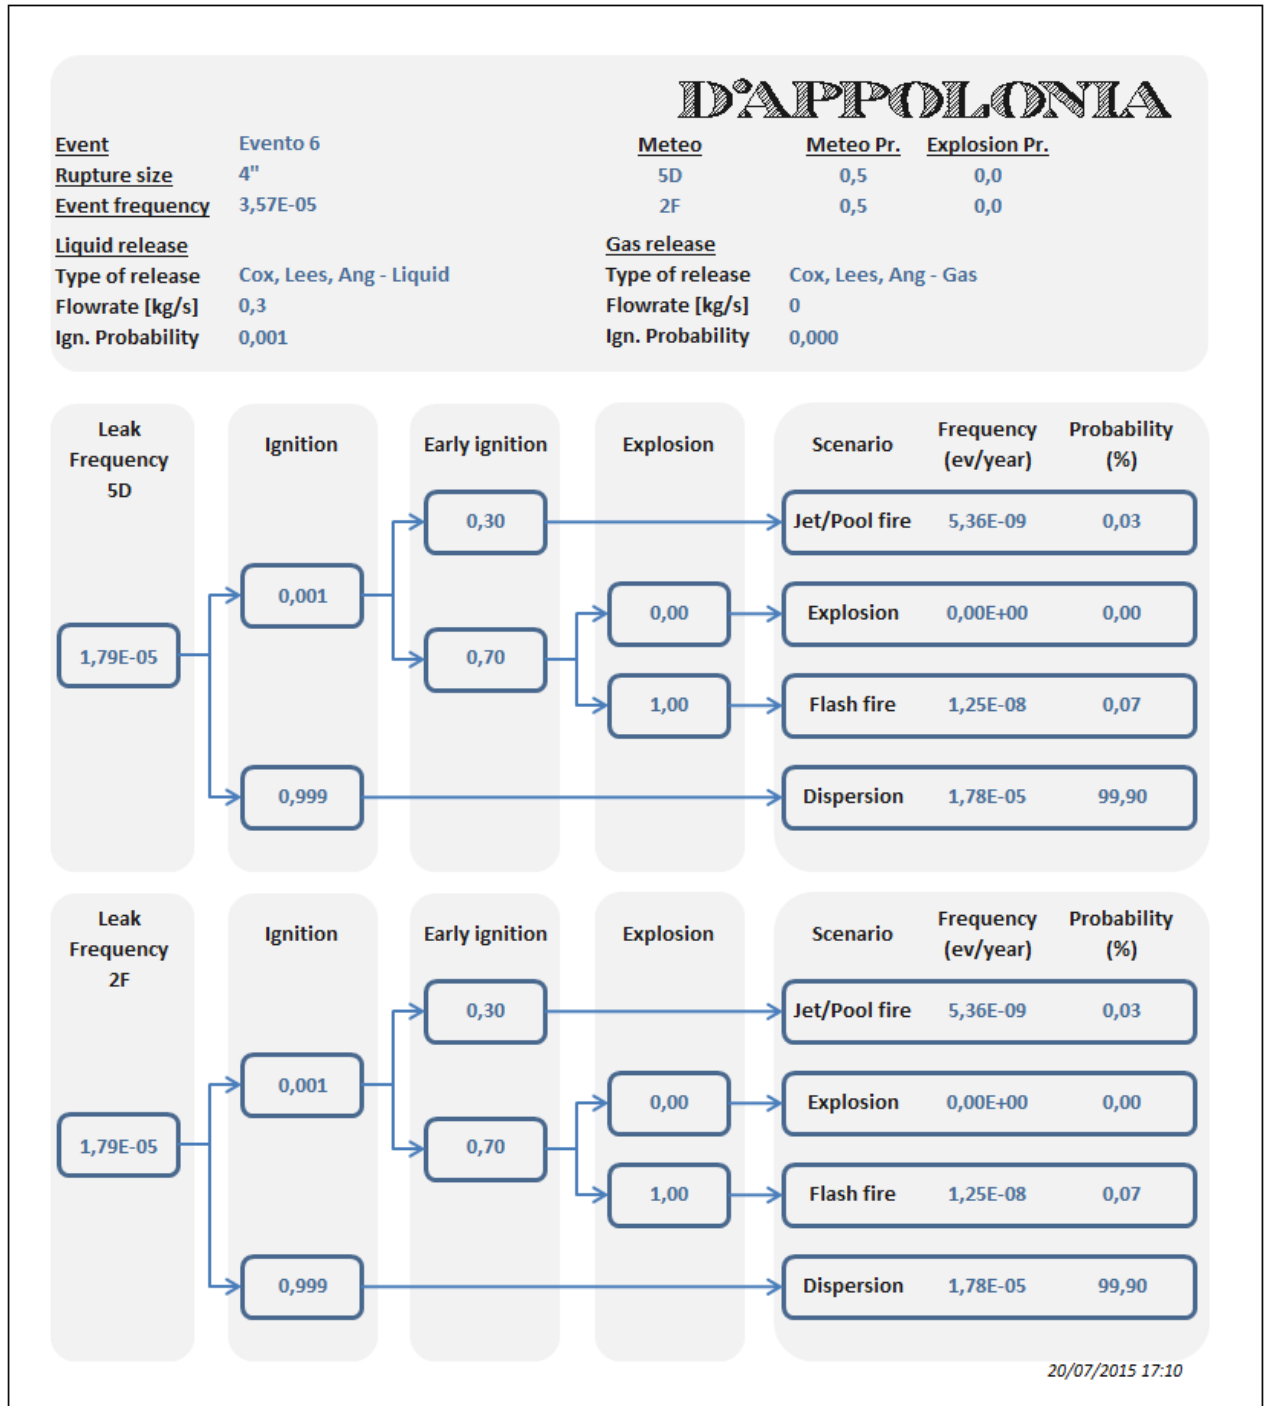 D'APPOLONIA
Event Evento 6 Meteo Meteo Pr. Explosion Pr.
Rupture size 4" 5D 0,5 0,0
Event frequency 3,57E-05 2F 0,5 0,0
Liquid release Gas release
Type of release Cox, Lees, Ang - Liquid Type of release Cox, Lees, Ang - Gas
Flowrate [kg/s] 0,3 Flowrate [kg/s] 0
Ign. Probability 0,001 Ign. Probability 0,000
Leak
Frequency
5D
Ignition
Early ignition
Explosion
Scenario
Frequency
(ev/year)
Probability
(%)
0,30
Jet/Pool fire 5,36E-09 0,03
0,001
0,00
Explosion 0,00E+00 0,00
1,79E-05
0,70
1,00
Flash fire 1,25E-08 0,07
0,999
Dispersion 1,78E-05 99,90
Leak
Frequency
2F
Ignition
Early ignition
Explosion
Scenario
Frequency
(ev/year)
Probability
(%)
0,30
Jet/Pool fire 5,36E-09 0,03
0,001
0,00
Explosion 0,00E+00 0,00
1,79E-05
0,70
1,00
Flash fire 1,25E-08 0,07
0,999
Dispersion 1,78E-05 99,90
20/07/2015 17:10